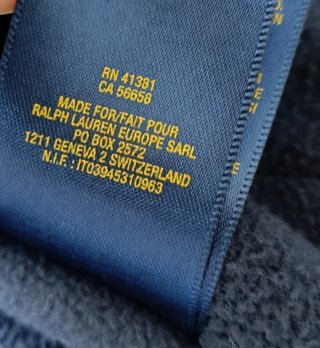 RN 41381
CA 56658
MADE FOR/FAIT POUR
RALPH LAUREN EUROPE SARL
PO BOX 2572
1211 GENEVA 2 SWITZERLAND
N.I.F.: IT03945310963